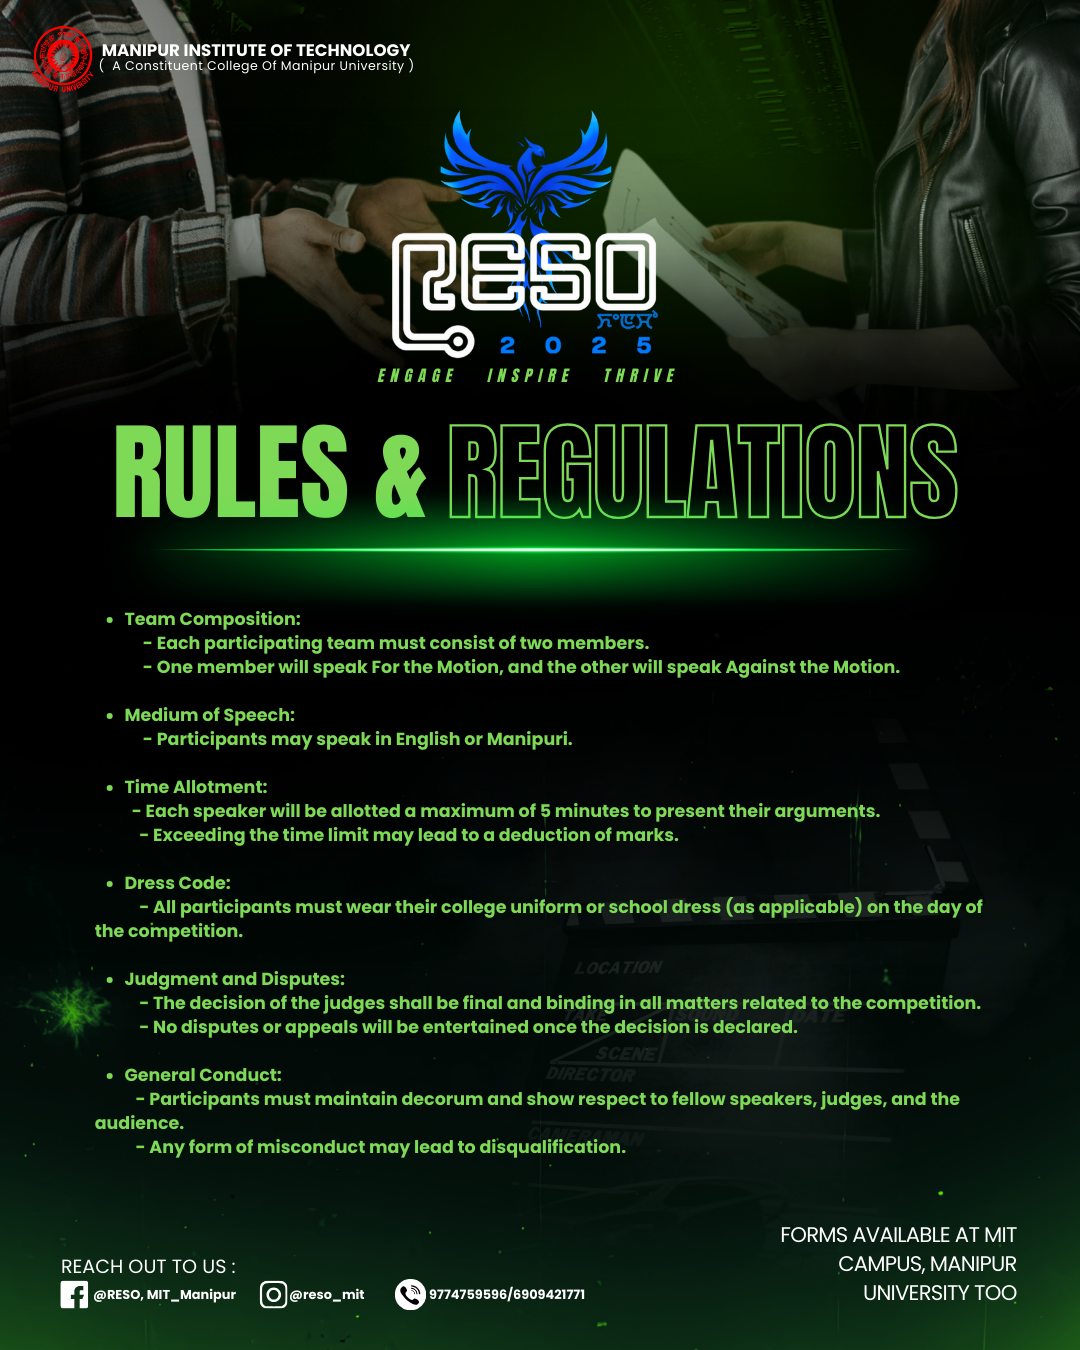 MANIPUR INSTITUTE OF TECHNOLOGY
( A Constituent College Of Manipur University )
MANIPUR UNIVERSITY
RESO
2 0 2 5
ENGAGE INSPIRE THRIVE
RULES & REGULATIONS
• Team Composition:
- Each participating team must consist of two members.
- One member will speak For the Motion, and the other will speak Against the Motion.
• Medium of Speech:
- Participants may speak in English or Manipuri.
• Time Allotment:
- Each speaker will be allotted a maximum of 5 minutes to present their arguments.
- Exceeding the time limit may lead to a deduction of marks.
• Dress Code:
- All participants must wear their college uniform or school dress (as applicable) on the day of
the competition.
• Judgment and Disputes:
- The decision of the judges shall be final and binding in all matters related to the competition.
- No disputes or appeals will be entertained once the decision is declared.
• General Conduct:
- Participants must maintain decorum and show respect to fellow speakers, judges, and the
audience.
- Any form of misconduct may lead to disqualification.
LOCATION
TAKE SOUND DATE
SCENE
DIRECTOR
CAMERAMAN
FORMS AVAILABLE AT MIT
CAMPUS, MANIPUR
UNIVERSITY TOO
REACH OUT TO US :
@RESO, MIT_Manipur @reso_mit 9774759596/6909421771